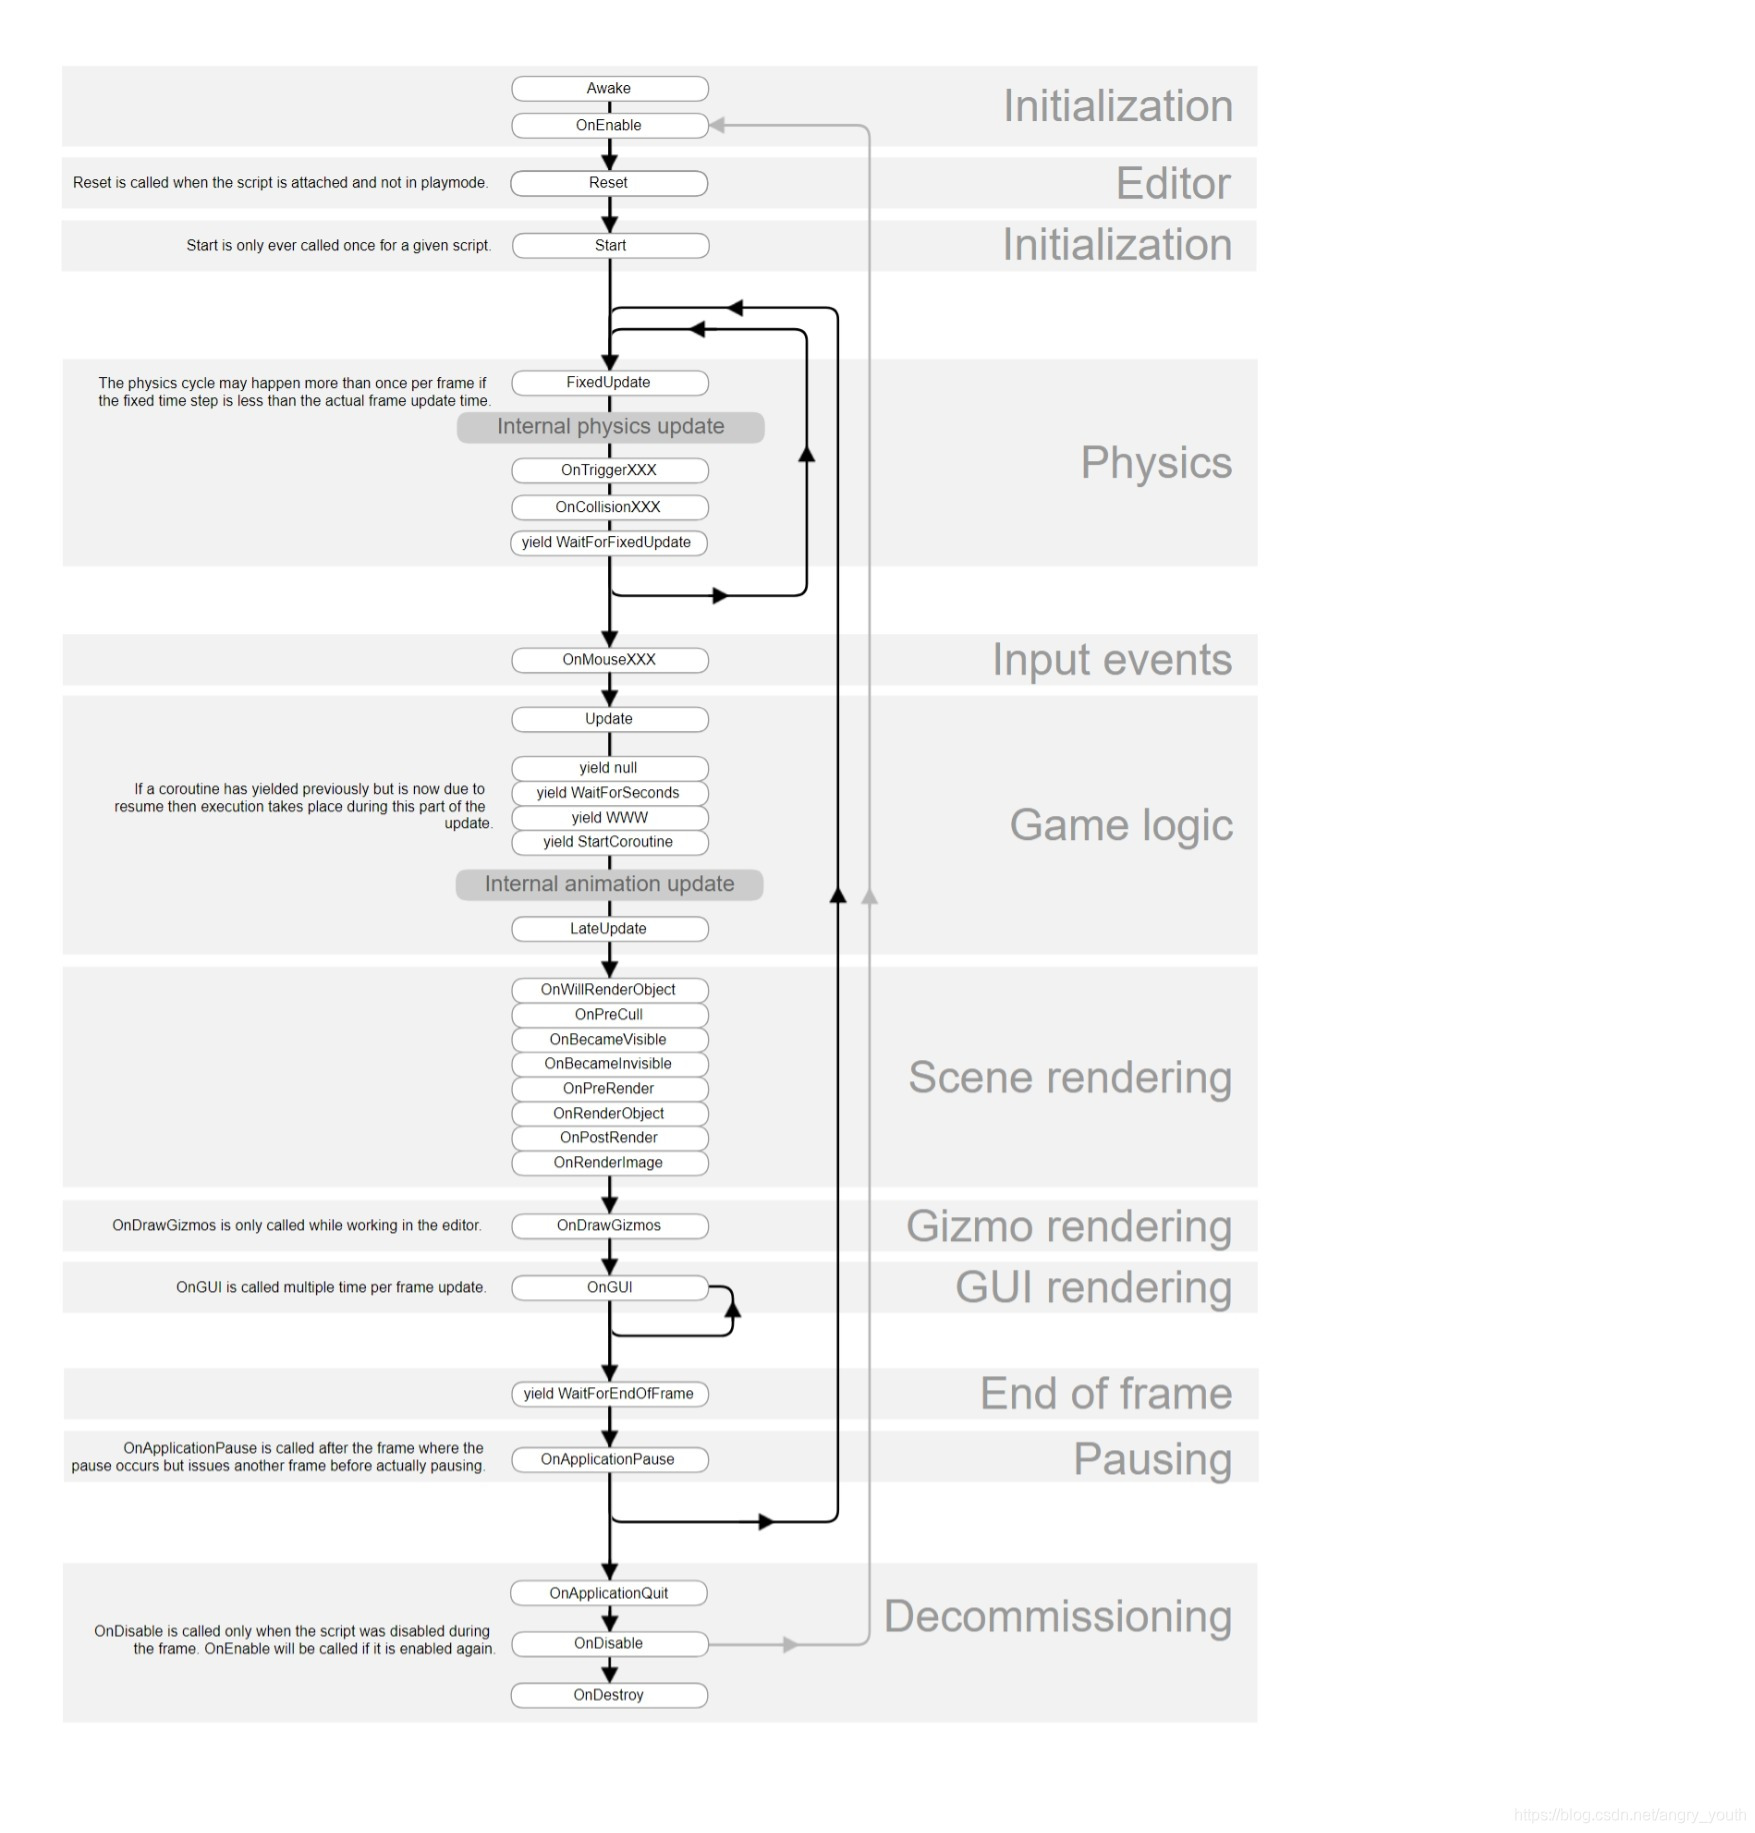 Awake
Initialization
OnEnable
Reset is called when the script is attached and not in playmode.
Reset
Editor
Start is only ever called once for a given script.
Start
Initialization
The physics cycle may happen more than once per frame if
the fixed time step is less than the actual frame update time.
FixedUpdate
Internal physics update
Physics
OnTriggerXXX
OnCollisionXXX
yield WaitForFixedUpdate
OnMouseXXX
Input events
Update
yield null
If a coroutine has yielded previously but is now due to
resume then execution takes place during this part of the
update.
yield WaitForSeconds
yield WWW
yield StartCoroutine
Game logic
Internal animation update
LateUpdate
OnWillRenderObject
OnPreCull
OnBecameVisible
OnBecameInvisible
OnPreRender
OnRenderObject
OnPostRender
OnRenderImage
Scene rendering
OnDrawGizmos is only called while working in the editor.
OnDrawGizmos
Gizmo rendering
OnGUI is called multiple time per frame update.
OnGUI
GUI rendering
yield WaitForEndOfFrame
End of frame
OnApplicationPause is called after the frame where the
pause occurs but issues another frame before actually pausing.
OnApplicationPause
Pausing
OnApplicationQuit
Decommissioning
OnDisable is called only when the script was disabled during
the frame. OnEnable will be called if it is enabled again.
OnDisable
OnDestroy
https://blog.csdn.net/angry_youth